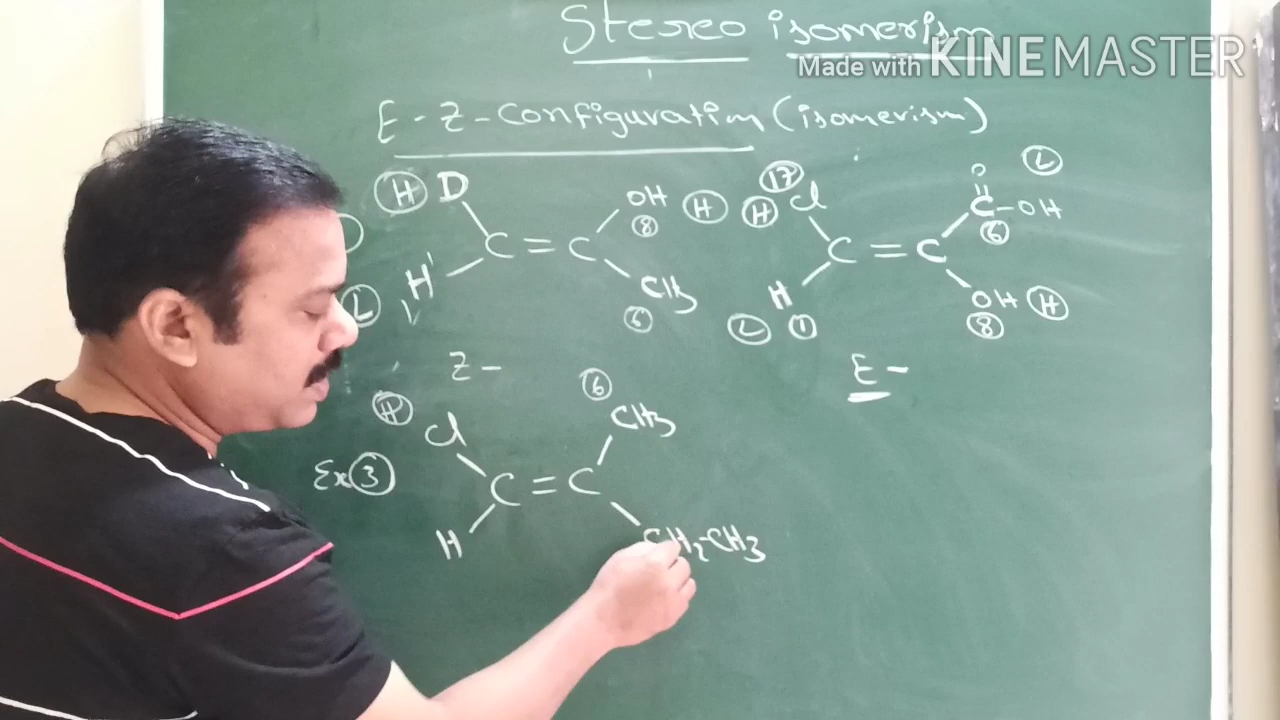 Stereo isomerism
Made with KINEMASTER
E-Z-Configuration (isomerism)
(H) D
OH (H)
(8)
C = C
H
(L)
CH3
(6)
Z -
(17)
(H) Cl
O (L)
C-OH
(6)
C = C
H
(L) (1)
OH (H)
(8)
E -
(H)
Cl
(6)
CH3
Ex (3)
C = C
H
CH2-CH3